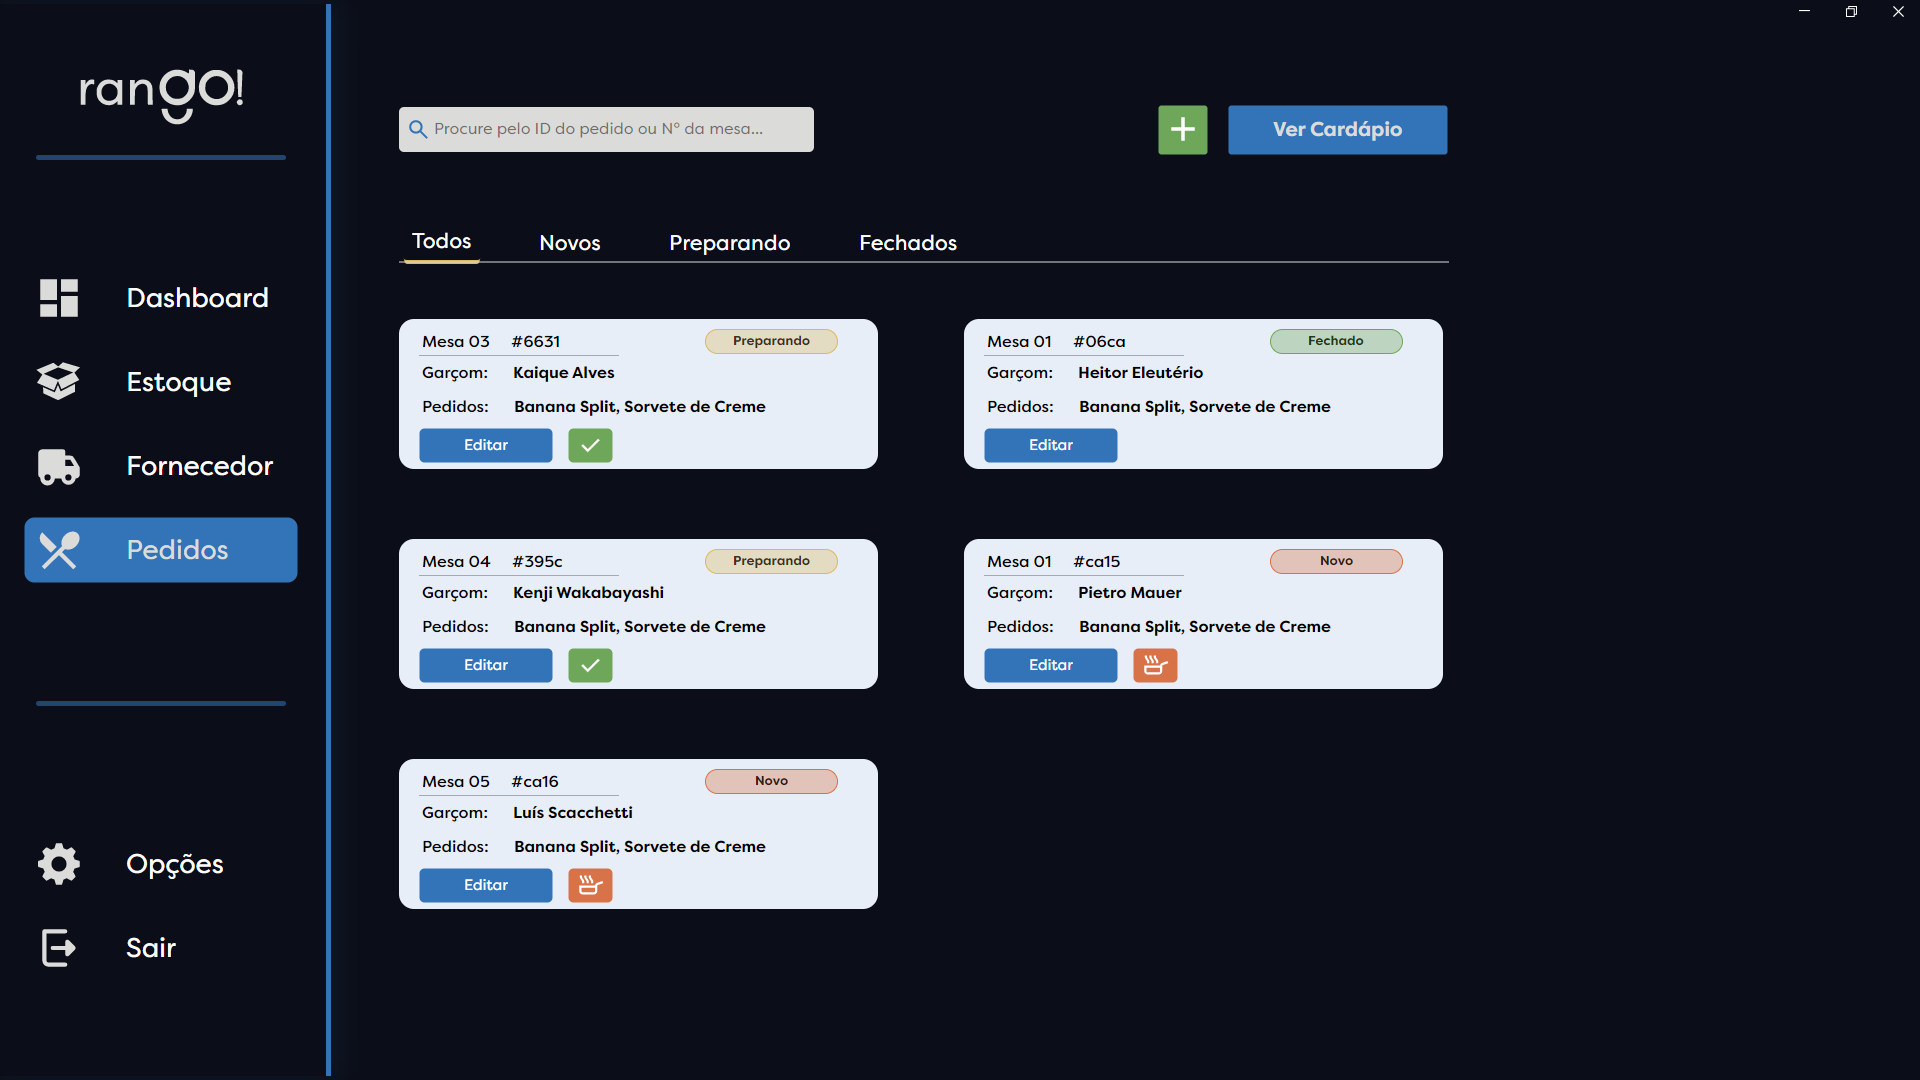 rango!
Dashboard
Estoque
Fornecedor
Pedidos
Opções
Sair
Procure pelo ID do pedido ou Nº da mesa...
+
Ver Cardápio
Todos Novos Preparando Fechados
Mesa 03 #6631 Preparando
Garçom: Kaique Alves
Pedidos: Banana Split, Sorvete de Creme
Editar
Mesa 01 #06ca Fechado
Garçom: Heitor Eleutério
Pedidos: Banana Split, Sorvete de Creme
Editar
Mesa 04 #395c Preparando
Garçom: Kenji Wakabayashi
Pedidos: Banana Split, Sorvete de Creme
Editar
Mesa 01 #ca15 Novo
Garçom: Pietro Mauer
Pedidos: Banana Split, Sorvete de Creme
Editar
Mesa 05 #ca16 Novo
Garçom: Luís Scacchetti
Pedidos: Banana Split, Sorvete de Creme
Editar